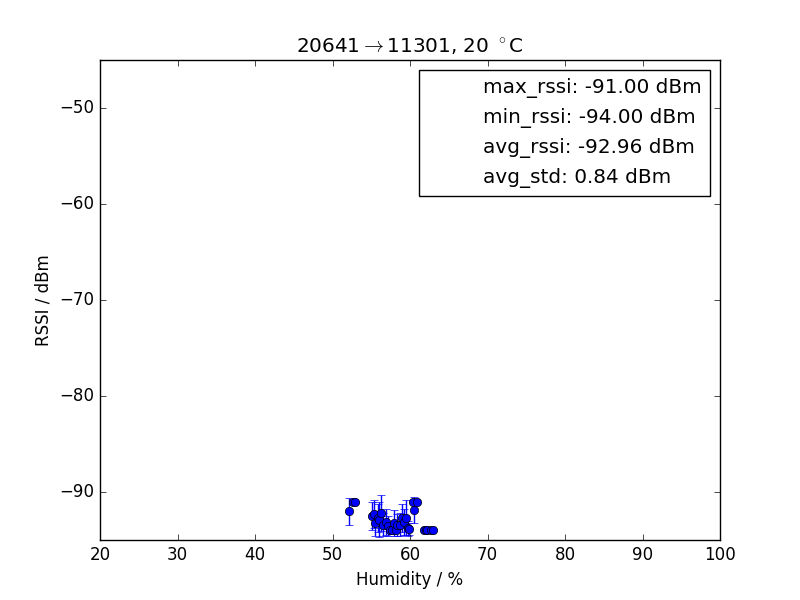 20641→11301, 20 °C
max_rssi: -91.00 dBm
min_rssi: -94.00 dBm
avg_rssi: -92.96 dBm
avg_std: 0.84 dBm
RSSI / dBm
−50
−60
−70
−80
−90
20 30 40 50 60 70 80 90 100
Humidity / %